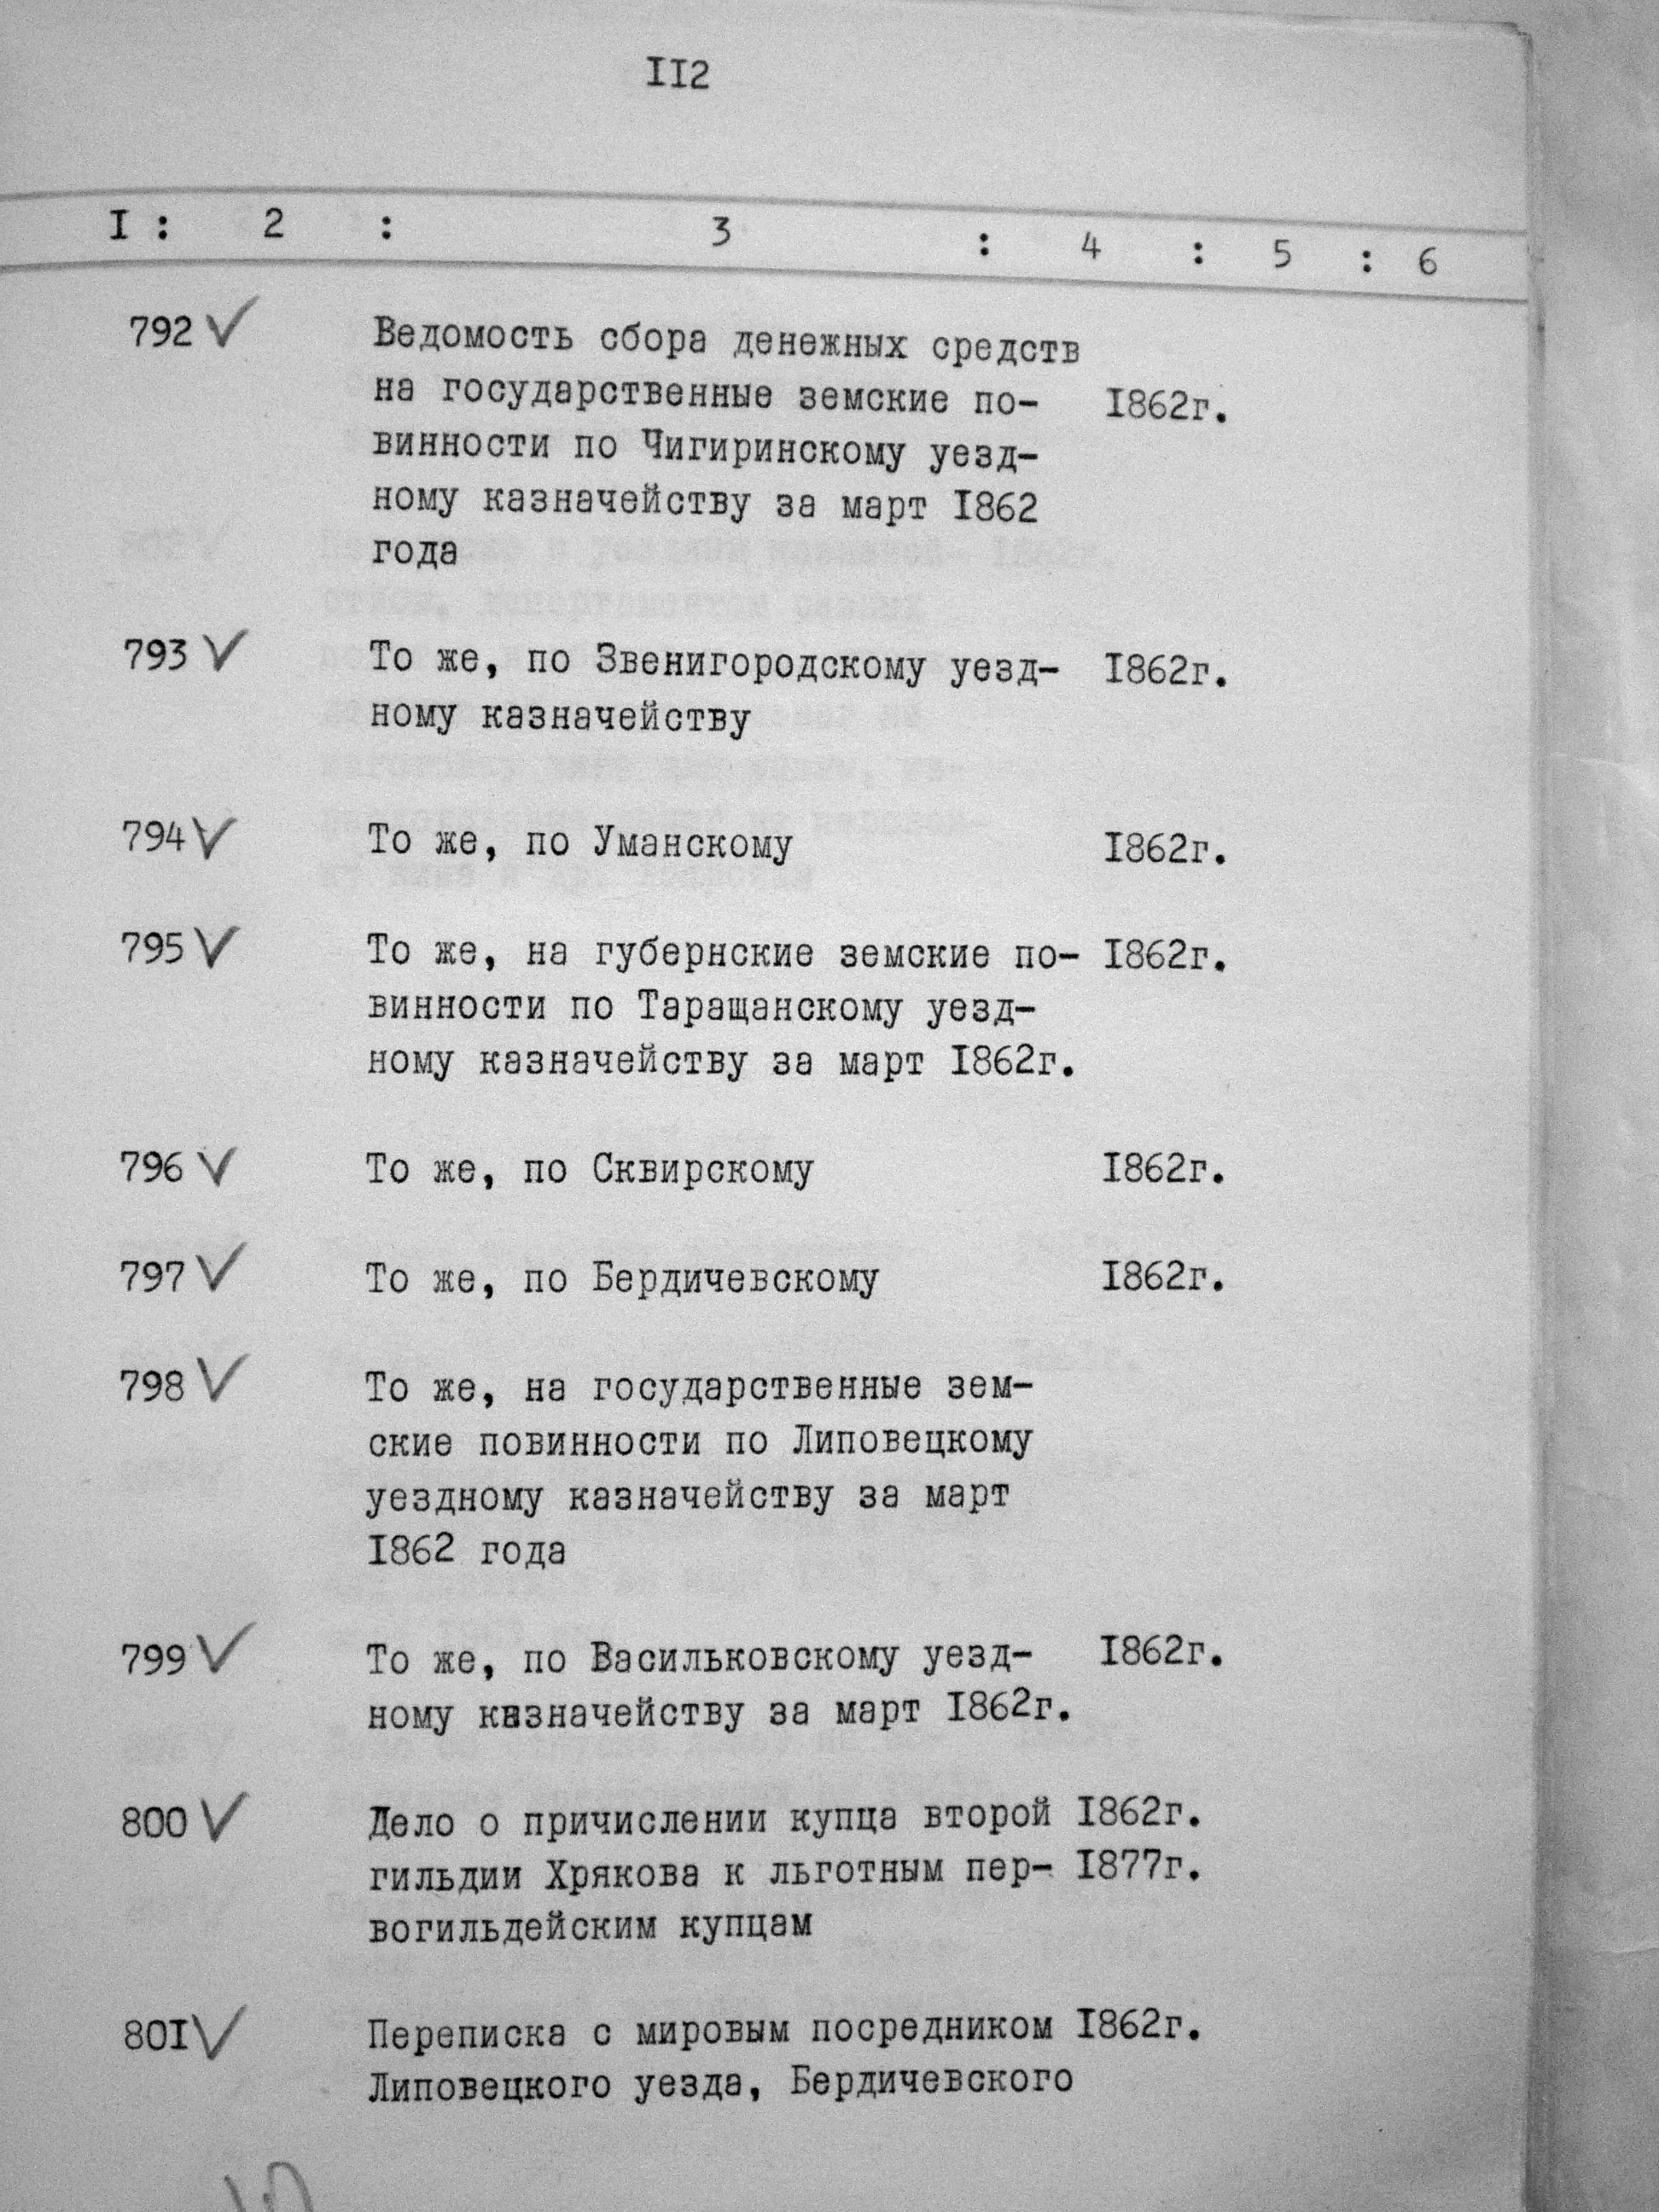 II2
I : 2 : 3 : 4 : 5 : 6
792 Ведомость сбора денежных средств
на государственные земские по- I862г.
винности по Чигиринскому уезд-
ному казначейству за март I862
года
793 То же, по Звенигородскому уезд- I862г.
ному казначейству
794 То же, по Уманскому I862г.
795 То же, на губернские земские по- I862г.
винности по Таращанскому уезд-
ному казначейству за март I862г.
796 То же, по Сквирскому I862г.
797 То же, по Бердичевскому I862г.
798 То же, на государственные зем-
ские повинности по Липовецкому
уездному казначейству за март
I862 года
799 То же, по Васильковскому уезд- I862г.
ному казначейству за март I862г.
800 Дело о причислении купца второй I862г.
гильдии Хрякова к льготным пер- I877г.
вогильдейским купцам
80I Переписка с мировым посредником I862г.
Липовецкого уезда, Бердичевского